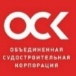 ОСК
ОБЪЕДИНЕННАЯ
СУДОСТРОИТЕЛЬНАЯ
КОРПОРАЦИЯ